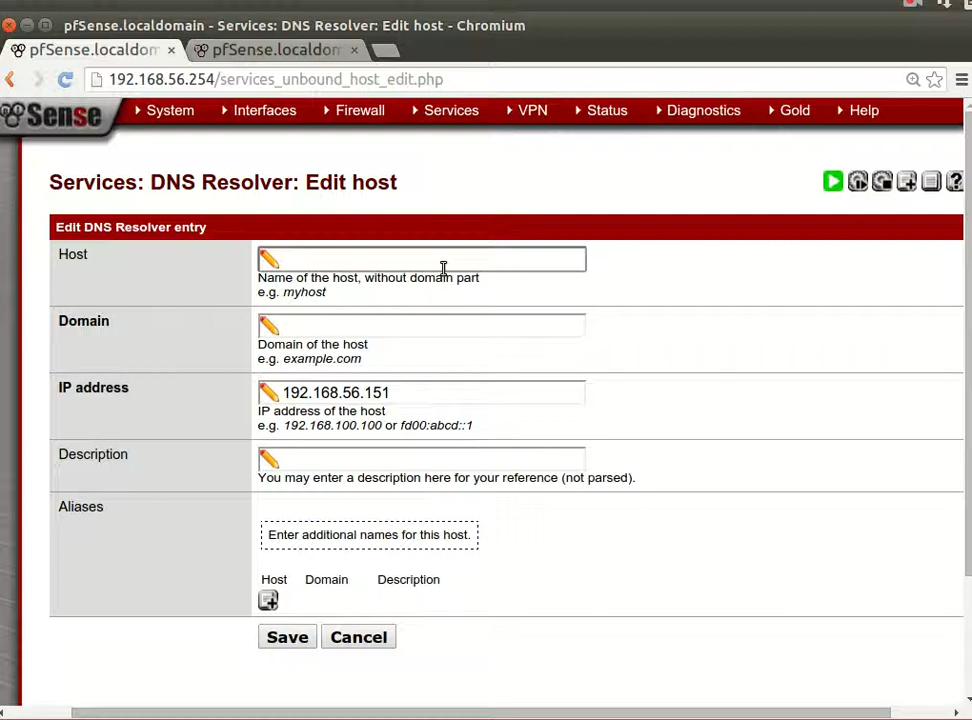 pfSense.localdomain - Services: DNS Resolver: Edit host - Chromium
pfSense.localdom × pfSense.localdom ×
192.168.56.254/services_unbound_host_edit.php
Sense System Interfaces Firewall Services VPN Status Diagnostics Gold Help
Services: DNS Resolver: Edit host
Edit DNS Resolver entry
Host
Name of the host, without domain part
e.g. myhost
Domain
Domain of the host
e.g. example.com
IP address 192.168.56.151
IP address of the host
e.g. 192.168.100.100 or fd00:abcd::1
Description
You may enter a description here for your reference (not parsed).
Aliases
Enter additional names for this host.
Host Domain Description
Save Cancel